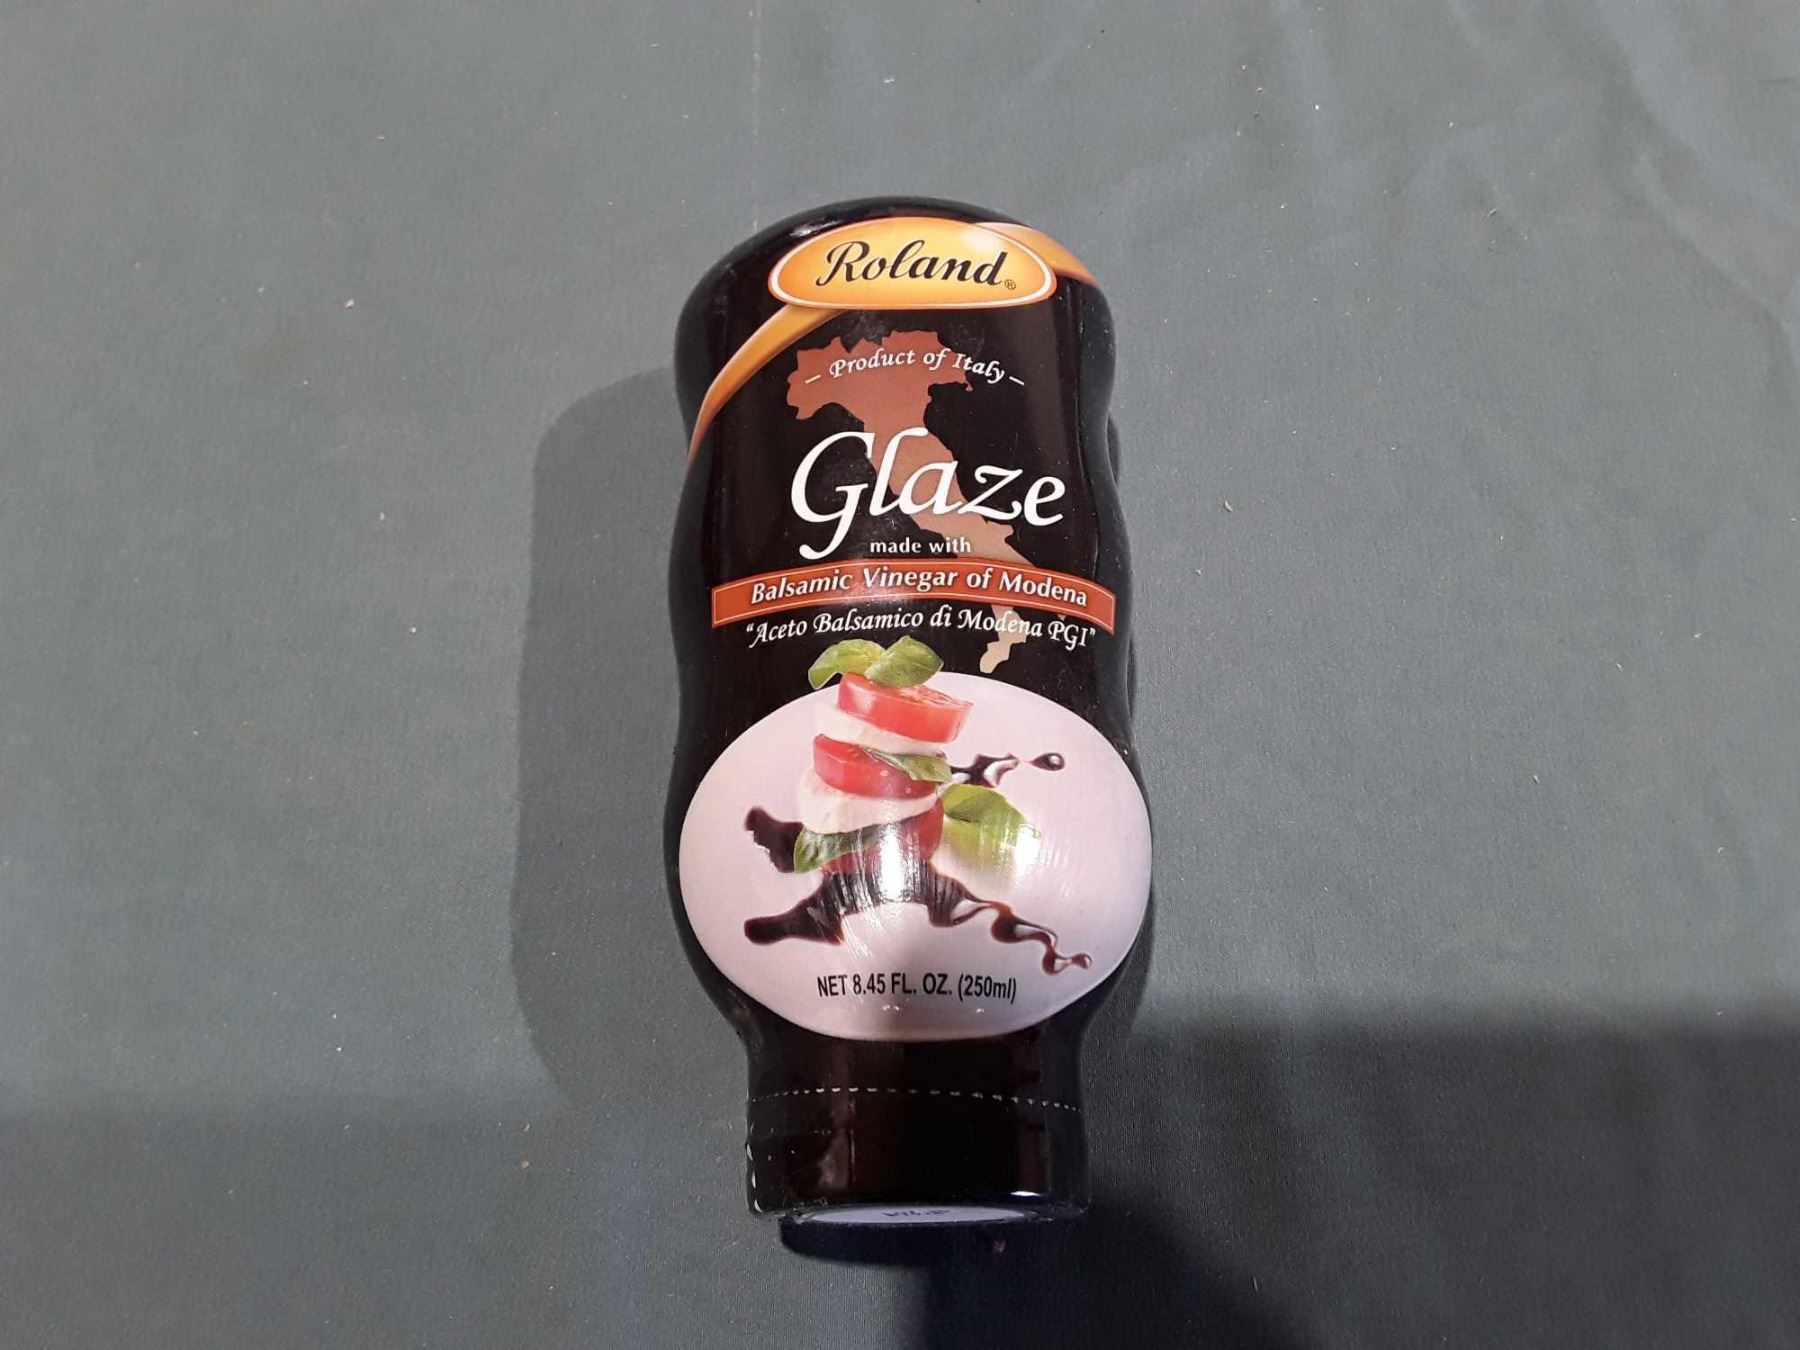 Roland®
– Product of Italy –
Glaze
made with
Balsamic Vinegar of Modena
"Aceto Balsamico di Modena PGI"
NET 8.45 FL. OZ. (250ml)